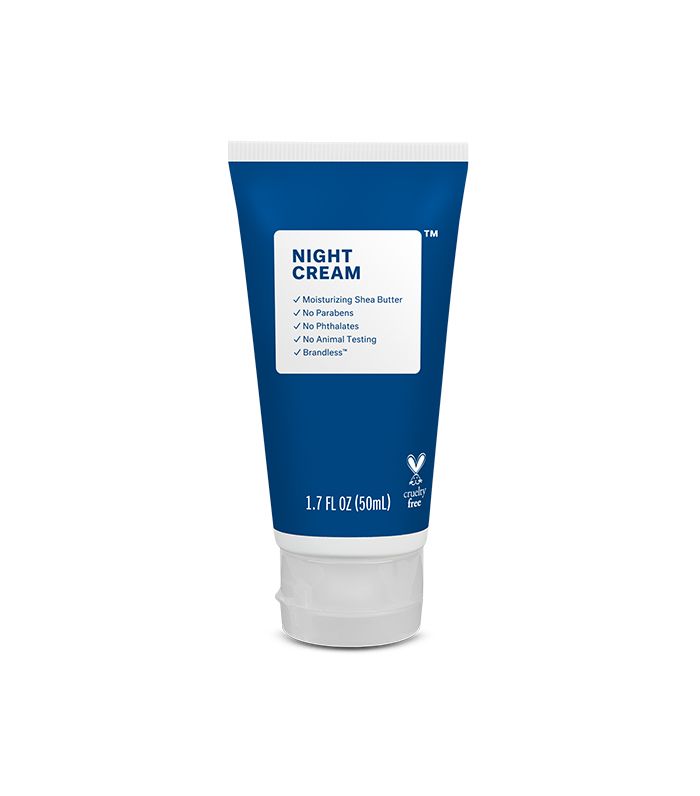 TM
NIGHT
CREAM
✓ Moisturizing Shea Butter
✓ No Parabens
✓ No Phthalates
✓ No Animal Testing
✓ Brandless™
1.7 FL OZ (50mL)
cruelty
free